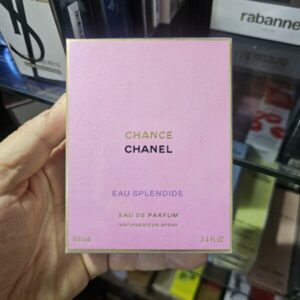 rabanne
CHANCE
CHANEL
EAU SPLENDIDE
EAU DE PARFUM
VAPORISATEUR SPRAY
100 ml 3.4 FL. OZ.